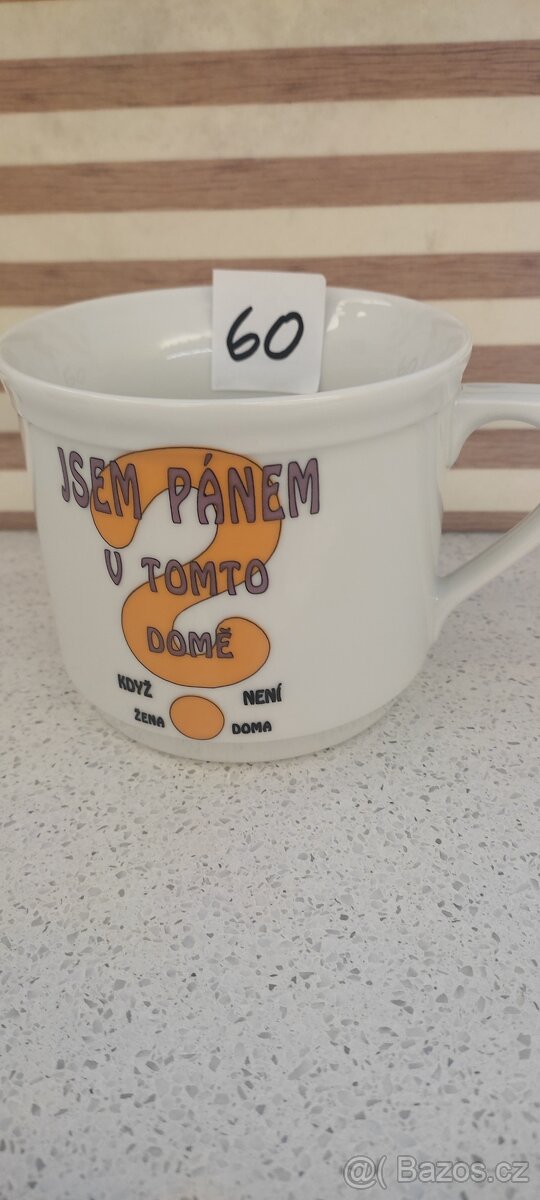 60
JSEM PÁNEM
V TOMTO
DOMĚ
KDYŽ NENÍ
ŽENA DOMA
@( Bazos.cz